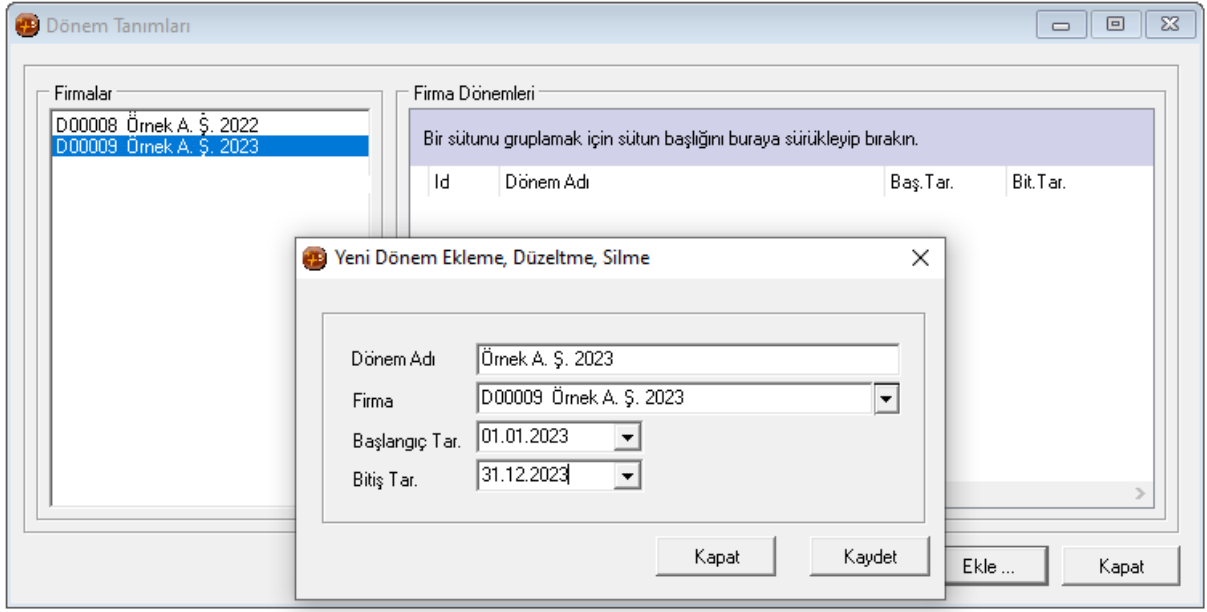 Dönem Tanımları
Firmalar
D00008 Örnek A. Ş. 2022
D00009 Örnek A. Ş. 2023
Firma Dönemleri
Bir sütunu gruplamak için sütun başlığını buraya sürükleyip bırakın.
Id Dönem Adı Baş.Tar. Bit.Tar.
Yeni Dönem Ekleme, Düzeltme, Silme
Dönem Adı Örnek A. Ş. 2023
Firma D00009 Örnek A. Ş. 2023
Başlangıç Tar. 01.01.2023
Bitiş Tar. 31.12.2023
Kapat Kaydet
Ekle ... Kapat